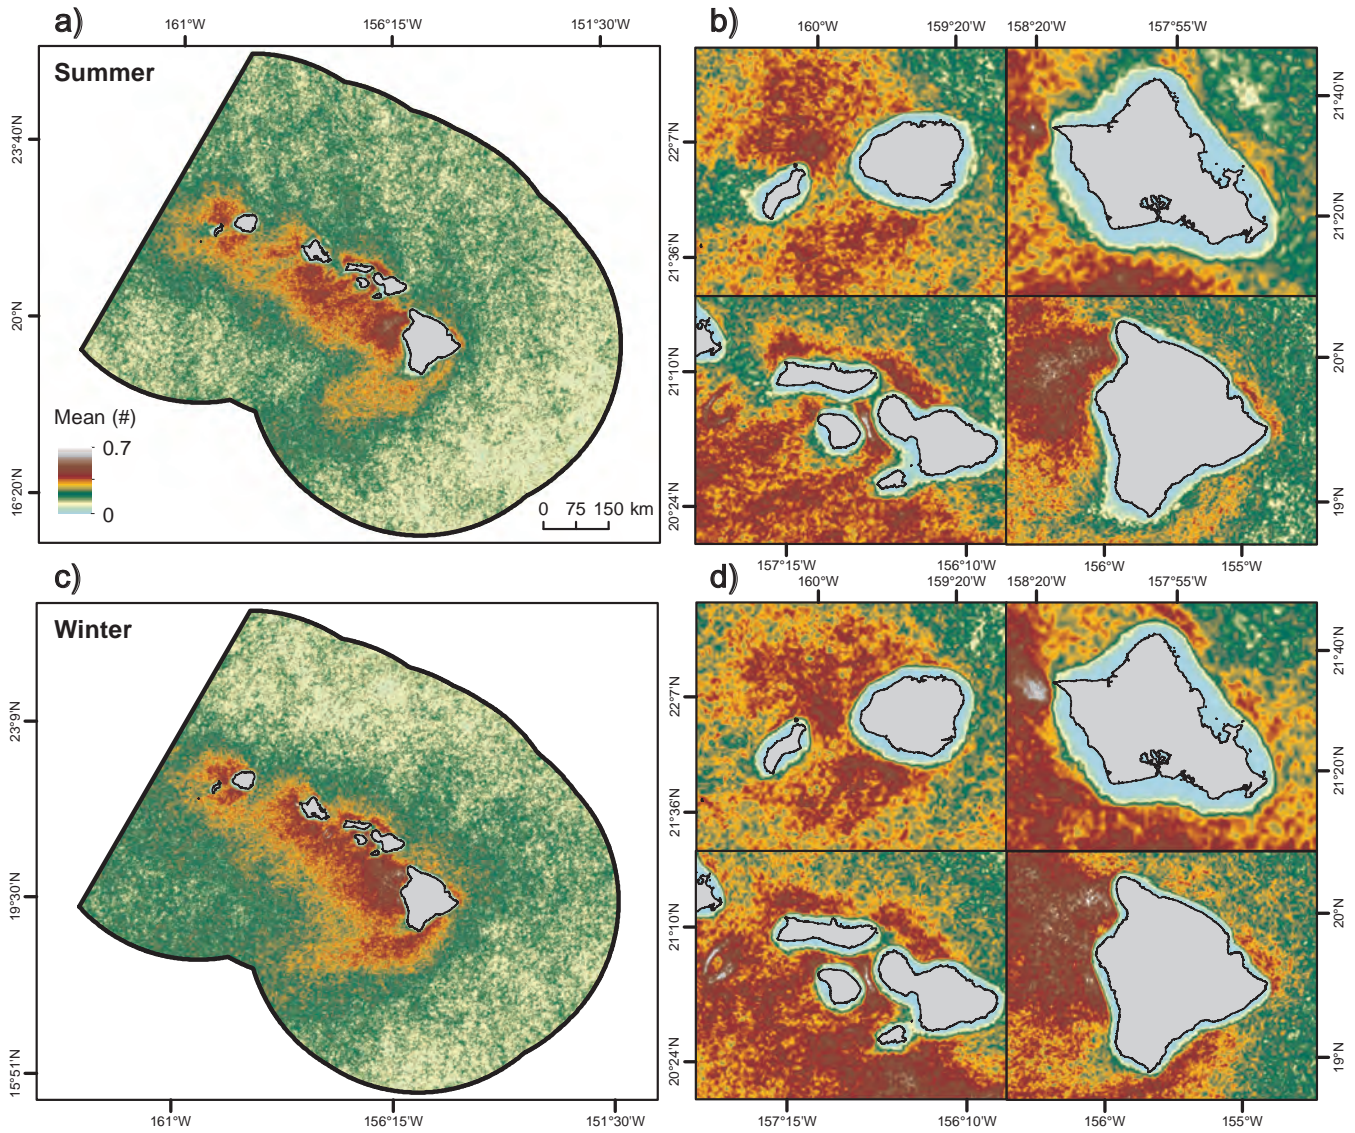 a)
161°W 156°15'W 151°30'W
Summer
23°40'N
20°N
16°20'N
Mean (#)
0.7
0
0 75 150 km
b)
160°W 159°20'W 158°20'W 157°55'W
22°7'N
21°36'N
21°40'N
21°20'N
21°10'N
20°24'N
20°N
19°N
157°15'W 156°10'W 156°W 155°W
c)
Winter
23°9'N
19°30'N
15°51'N
161°W 156°15'W 151°30'W
d)
160°W 159°20'W 158°20'W 157°55'W
22°7'N
21°36'N
21°40'N
21°20'N
21°10'N
20°24'N
20°N
19°N
157°15'W 156°10'W 156°W 155°W